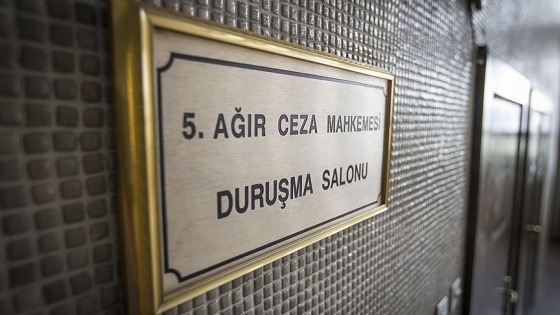 5. AĞIR CEZA MAHKEMESİ
DURUŞMA SALONU